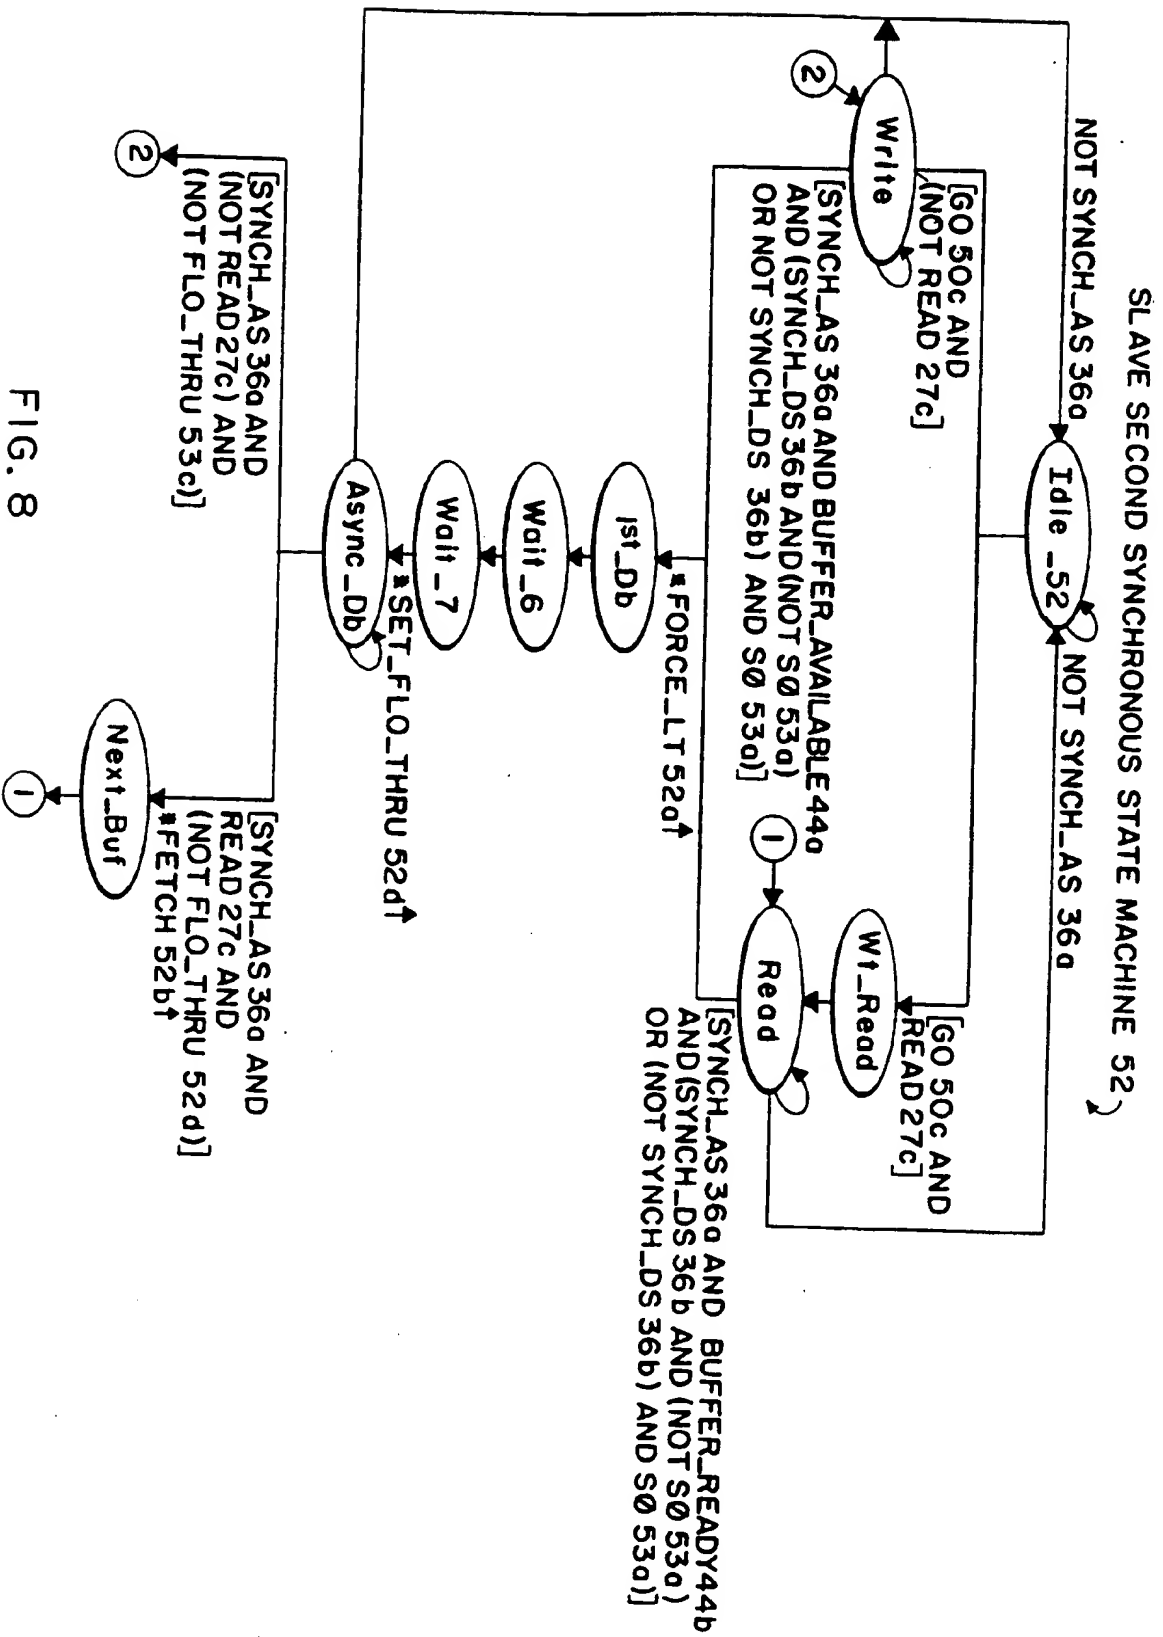 SLAVE SECOND SYNCHRONOUS STATE MACHINE 52
NOT SYNCH_AS 36a
Idle_52
NOT SYNCH_AS 36a
[GO 50c AND
(NOT READ 27c]
[GO 50c AND
READ 27c]
2
Write
Wt_Read
[SYNCH_AS 36a AND BUFFER_AVAILABLE 44a
AND (SYNCH_DS 36b AND (NOT SØ 53a)
OR NOT SYNCH_DS 36b) AND SØ 53a)]
1
Read
[SYNCH_AS 36a AND BUFFER_READY 44b
AND (SYNCH_DS 36b AND (NOT SØ 53a)
OR (NOT SYNCH_DS 36b) AND SØ 53a)]
*FORCE_LT 52a↑
1st_Db
Wait_6
Wait_7
*SET_FLO_THRU 52d↑
Async_Db
[SYNCH_AS 36a AND
(NOT READ 27c) AND
(NOT FLO_THRU 53c)]
2
[SYNCH_AS 36a AND
READ 27c AND
(NOT FLO_THRU 52d)]
*FETCH 52b↑
Next_Buf
1
FIG. 8